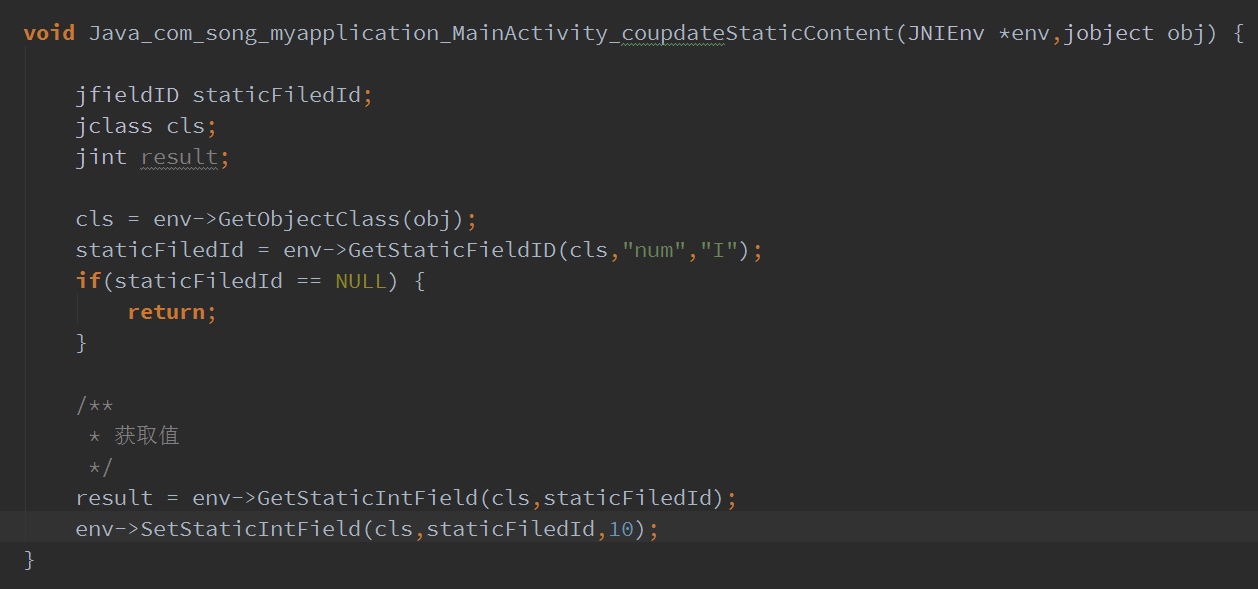 void Java_com_song_myapplication_MainActivity_coupdateStaticContent(JNIEnv *env,jobject obj) {
jfieldID staticFiledId;
jclass cls;
jint result;
cls = env->GetObjectClass(obj);
staticFiledId = env->GetStaticFieldID(cls,"num","I");
if(staticFiledId == NULL) {
return;
}
/**
* 获取值
*/
result = env->GetStaticIntField(cls,staticFiledId);
env->SetStaticIntField(cls,staticFiledId,10);
}